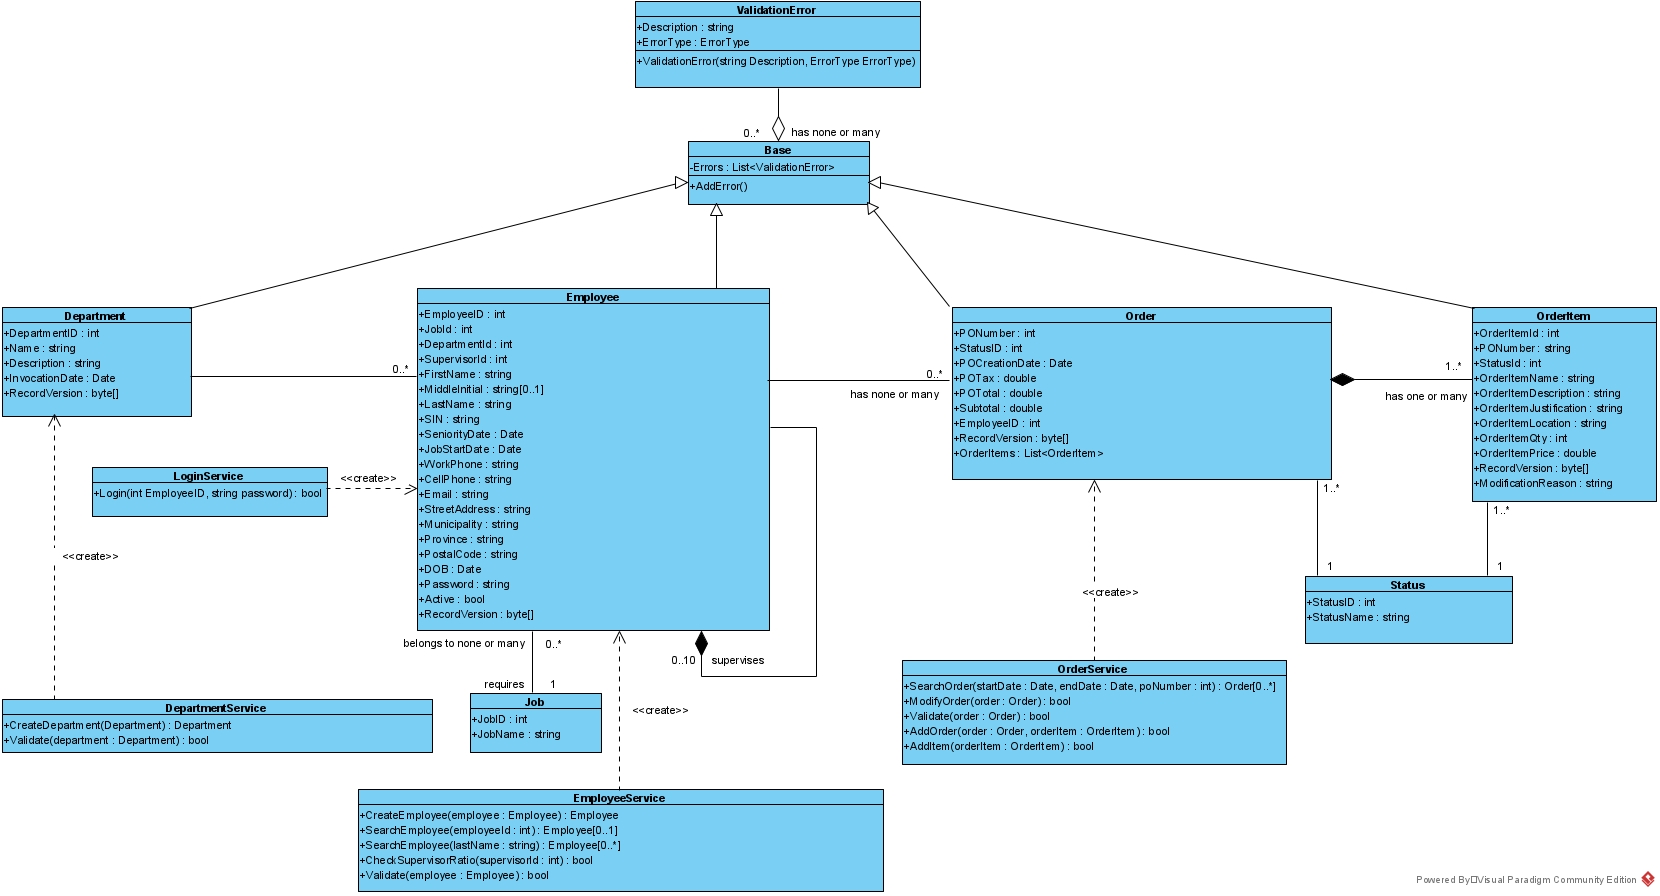 ValidationError
+Description : string
+ErrorType : ErrorType
+ValidationError(string Description, ErrorType ErrorType)
0..*
has none or many
Base
-Errors : List<ValidationError>
+AddError()
Department
+DepartmentID : int
+Name : string
+Description : string
+InvocationDate : Date
+RecordVersion : byte[]
0..*
Employee
+EmployeeID : int
+JobId : int
+DepartmentId : int
+SupervisorId : int
+FirstName : string
+MiddleInitial : string[0..1]
+LastName : string
+SIN : string
+SeniorityDate : Date
+JobStartDate : Date
+WorkPhone : string
+CellPhone : string
+Email : string
+StreetAddress : string
+Municipality : string
+Province : string
+PostalCode : string
+DOB : Date
+Password : string
+Active : bool
+RecordVersion : byte[]
0..*
has none or many
Order
+PONumber : int
+StatusID : int
+POCreationDate : Date
+POTax : double
+POTotal : double
+Subtotal : double
+EmployeeID : int
+RecordVersion : byte[]
+OrderItems : List<OrderItem>
1..*
has one or many
OrderItem
+OrderItemId : int
+PONumber : string
+StatusId : int
+OrderItemName : string
+OrderItemDescription : string
+OrderItemJustification : string
+OrderItemLocation : string
+OrderItemQty : int
+OrderItemPrice : double
+RecordVersion : byte[]
+ModificationReason : string
LoginService
+Login(int EmployeeID, string password) : bool
<<create>>
<<create>>
1..*
1..*
1
1
Status
+StatusID : int
+StatusName : string
<<create>>
belongs to none or many
0..*
0..10
supervises
requires
1
Job
+JobID : int
+JobName : string
<<create>>
DepartmentService
+CreateDepartment(Department) : Department
+Validate(department : Department) : bool
OrderService
+SearchOrder(startDate : Date, endDate : Date, poNumber : int) : Order[0..*]
+ModifyOrder(order : Order) : bool
+Validate(order : Order) : bool
+AddOrder(order : Order, orderItem : OrderItem) : bool
+AddItem(orderItem : OrderItem) : bool
EmployeeService
+CreateEmployee(employee : Employee) : Employee
+SearchEmployee(employeeId : int) : Employee[0..1]
+SearchEmployee(lastName : string) : Employee[0..*]
+CheckSupervisorRatio(supervisorId : int) : bool
+Validate(employee : Employee) : bool
Powered By Visual Paradigm Community Edition